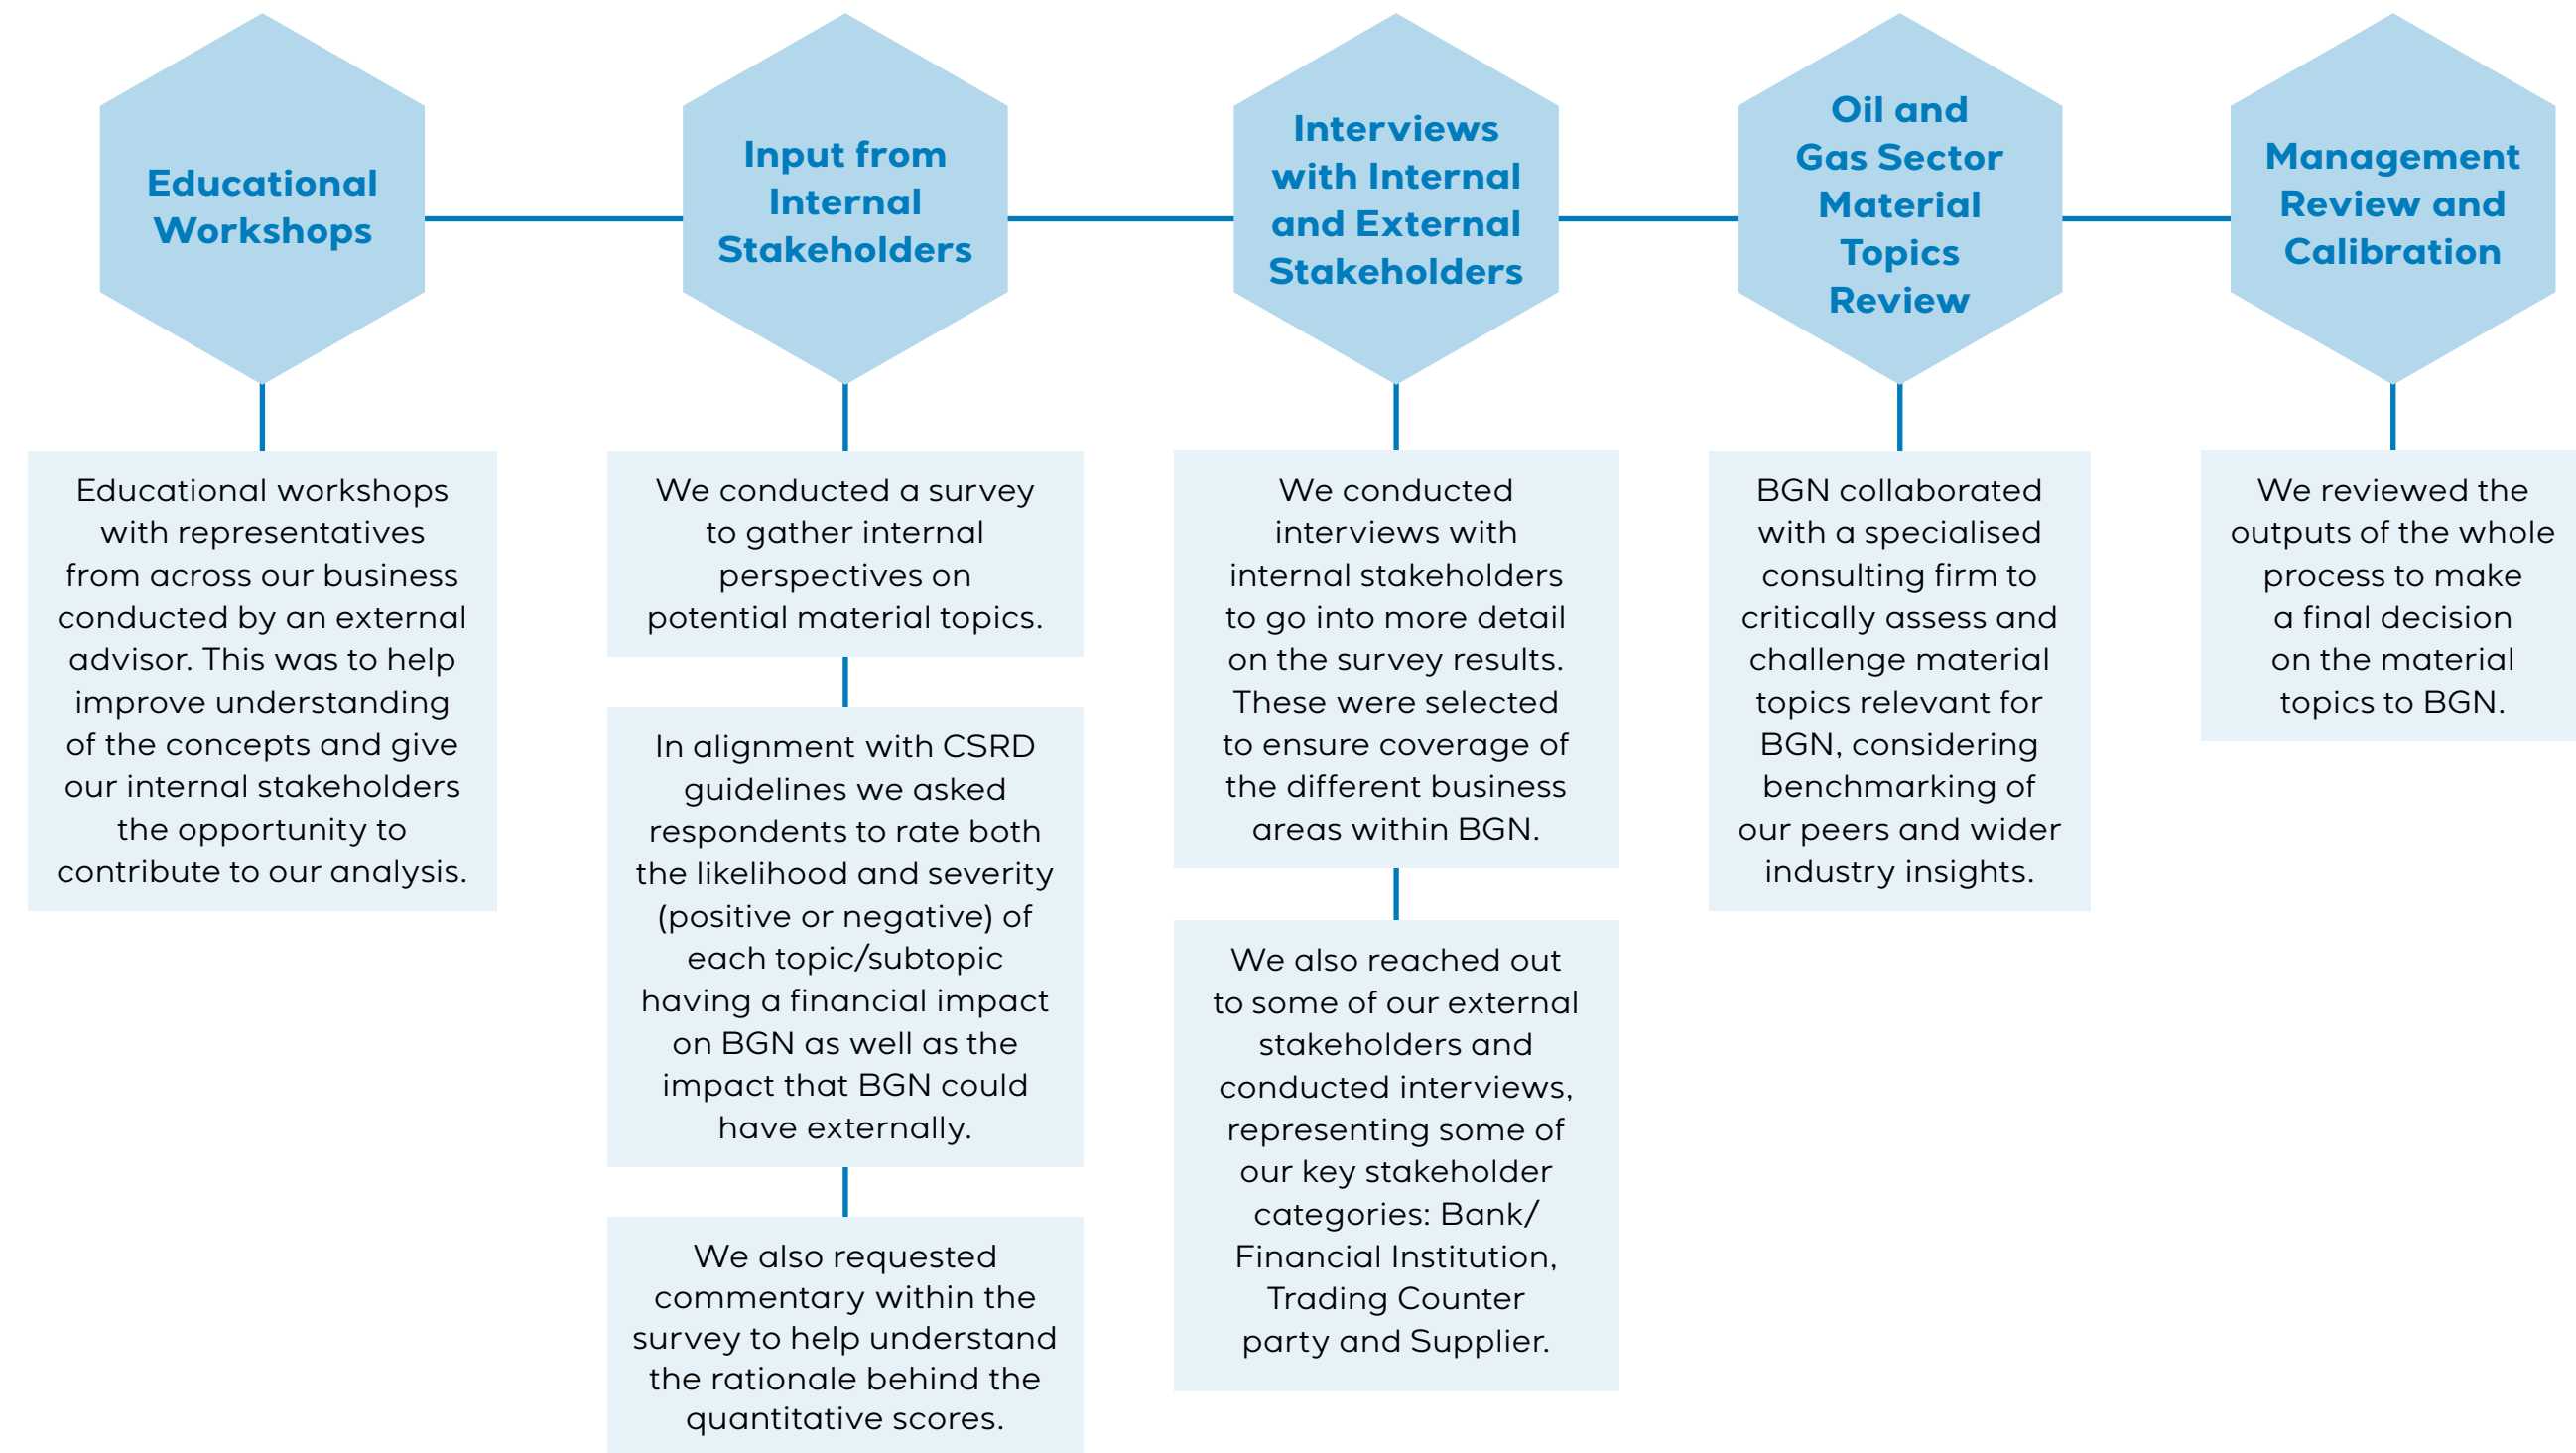 Educational
Workshops
Educational workshops
with representatives
from across our business
conducted by an external
advisor. This was to help
improve understanding
of the concepts and give
our internal stakeholders
the opportunity to
contribute to our analysis.
Input from
Internal
Stakeholders
We conducted a survey
to gather internal
perspectives on
potential material topics.
In alignment with CSRD
guidelines we asked
respondents to rate both
the likelihood and severity
(positive or negative) of
each topic/subtopic
having a financial impact
on BGN as well as the
impact that BGN could
have externally.
We also requested
commentary within the
survey to help understand
the rationale behind the
quantitative scores.
Interviews
with Internal
and External
Stakeholders
We conducted
interviews with
internal stakeholders
to go into more detail
on the survey results.
These were selected
to ensure coverage of
the different business
areas within BGN.
We also reached out
to some of our external
stakeholders and
conducted interviews,
representing some of
our key stakeholder
categories: Bank/
Financial Institution,
Trading Counter
party and Supplier.
Oil and
Gas Sector
Material
Topics
Review
BGN collaborated
with a specialised
consulting firm to
critically assess and
challenge material
topics relevant for
BGN, considering
benchmarking of
our peers and wider
industry insights.
Management
Review and
Calibration
We reviewed the
outputs of the whole
process to make
a final decision
on the material
topics to BGN.